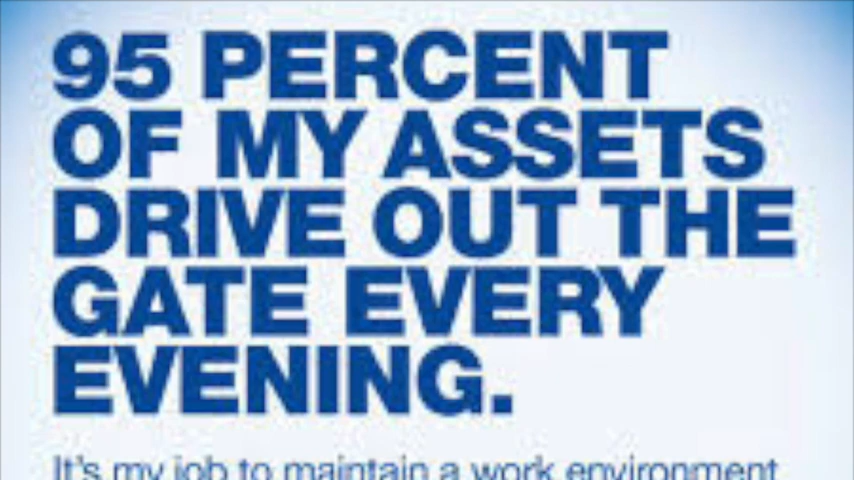 95 PERCENT
OF MY ASSETS
DRIVE OUT THE
GATE EVERY
EVENING.
It's my job to maintain a work environment